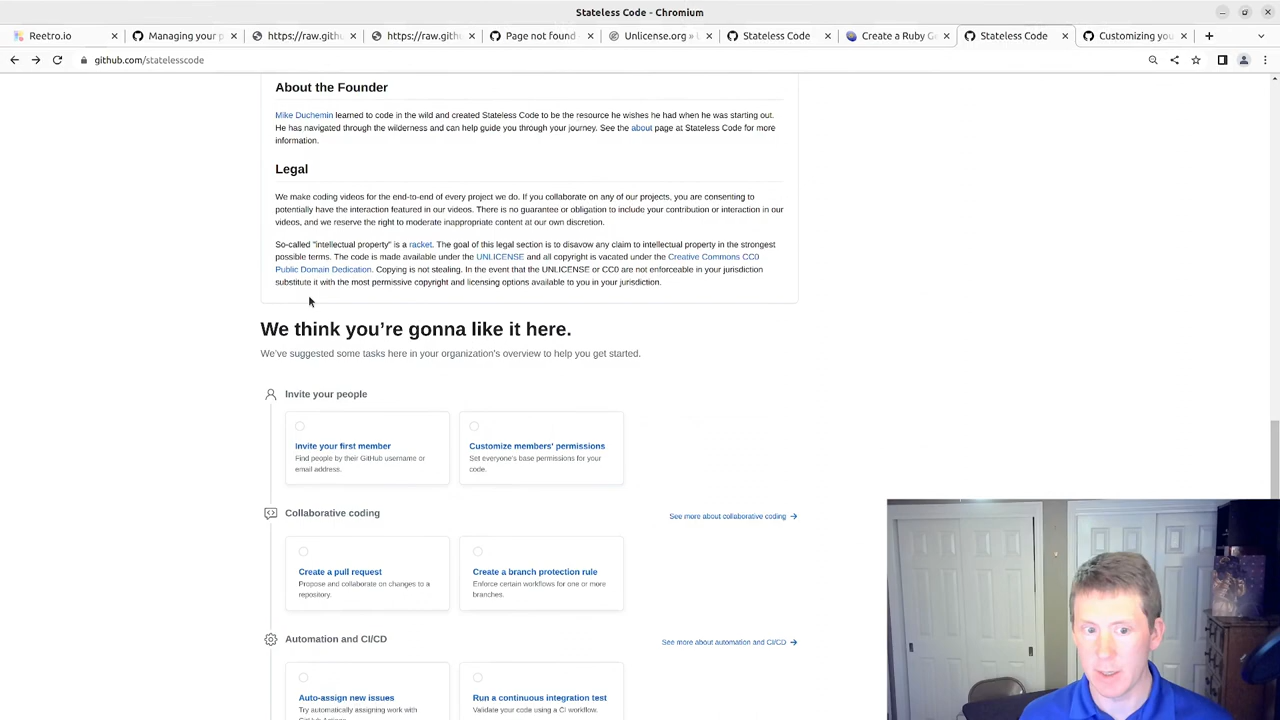 Stateless Code - Chromium
Reetro.io
Managing your p
https://raw.gith
https://raw.gith
Page not found
Unlicense.org » L
Stateless Code
Create a Ruby G
Stateless Code
Customizing you
github.com/statelesscode
About the Founder
Mike Duchemin learned to code in the wild and created Stateless Code to be the resource he wishes he had when he was starting out.
He has navigated through the wilderness and can help guide you through your journey. See the about page at Stateless Code for more
information.
Legal
We make coding videos for the end-to-end of every project we do. If you collaborate on any of our projects, you are consenting to
potentially have the interaction featured in our videos. There is no guarantee or obligation to include your contribution or interaction in our
videos, and we reserve the right to moderate inappropriate content at our own discretion.
So-called "intellectual property" is a racket. The goal of this legal section is to disavow any claim to intellectual property in the strongest
possible terms. The code is made available under the UNLICENSE and all copyright is vacated under the Creative Commons CC0
Public Domain Dedication. Copying is not stealing. In the event that the UNLICENSE or CC0 are not enforceable in your jurisdiction
substitute it with the most permissive copyright and licensing options available to you in your jurisdiction.
We think you're gonna like it here.
We've suggested some tasks here in your organization's overview to help you get started.
Invite your people
Invite your first member
Find people by their GitHub username or
email address.
Customize members' permissions
Set everyone's base permissions for your
code.
Collaborative coding
See more about collaborative coding →
Create a pull request
Propose and collaborate on changes to a
repository.
Create a branch protection rule
Enforce certain workflows for one or more
branches.
Automation and CI/CD
See more about automation and CI/CD →
Auto-assign new issues
Try automatically assigning work with
Run a continuous integration test
Validate your code using a CI workflow.